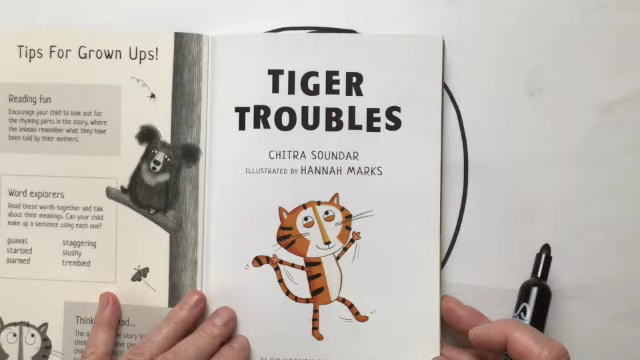 Tips For Grown Ups!
Reading fun
Encourage your child to look out for
the rhyming parts in the story, where
the animals remember what they have
been told by their mothers.
Word explorers
Read these words together and talk
about their meanings. Can your child
make up a sentence using each one?
guavas staggering
startled slushy
alarmed trembled
TIGER
TROUBLES
CHITRA SOUNDAR
ILLUSTRATED BY HANNAH MARKS